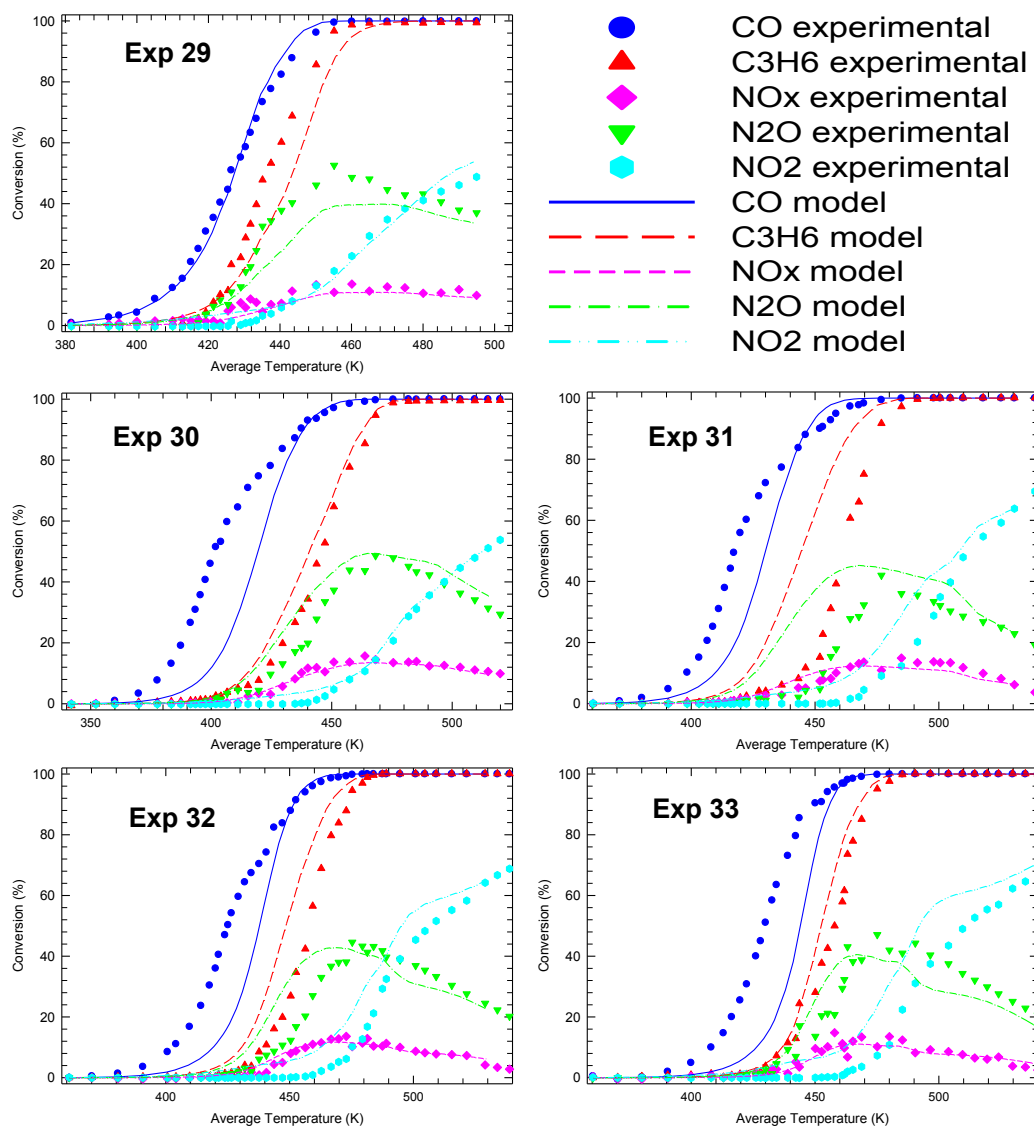 Exp 29
Conversion (%)
100
80
60
40
20
0
380
400
420
440
460
480
500
Average Temperature (K)
CO experimental
C3H6 experimental
NOx experimental
N2O experimental
NO2 experimental
CO model
C3H6 model
NOx model
N2O model
NO2 model
Exp 30
Conversion (%)
100
80
60
40
20
0
350
400
450
500
Average Temperature (K)
Exp 31
Conversion (%)
100
80
60
40
20
0
400
450
500
Average Temperature (K)
Exp 32
Conversion (%)
100
80
60
40
20
0
400
450
500
Average Temperature (K)
Exp 33
Conversion (%)
100
80
60
40
20
0
400
450
500
Average Temperature (K)